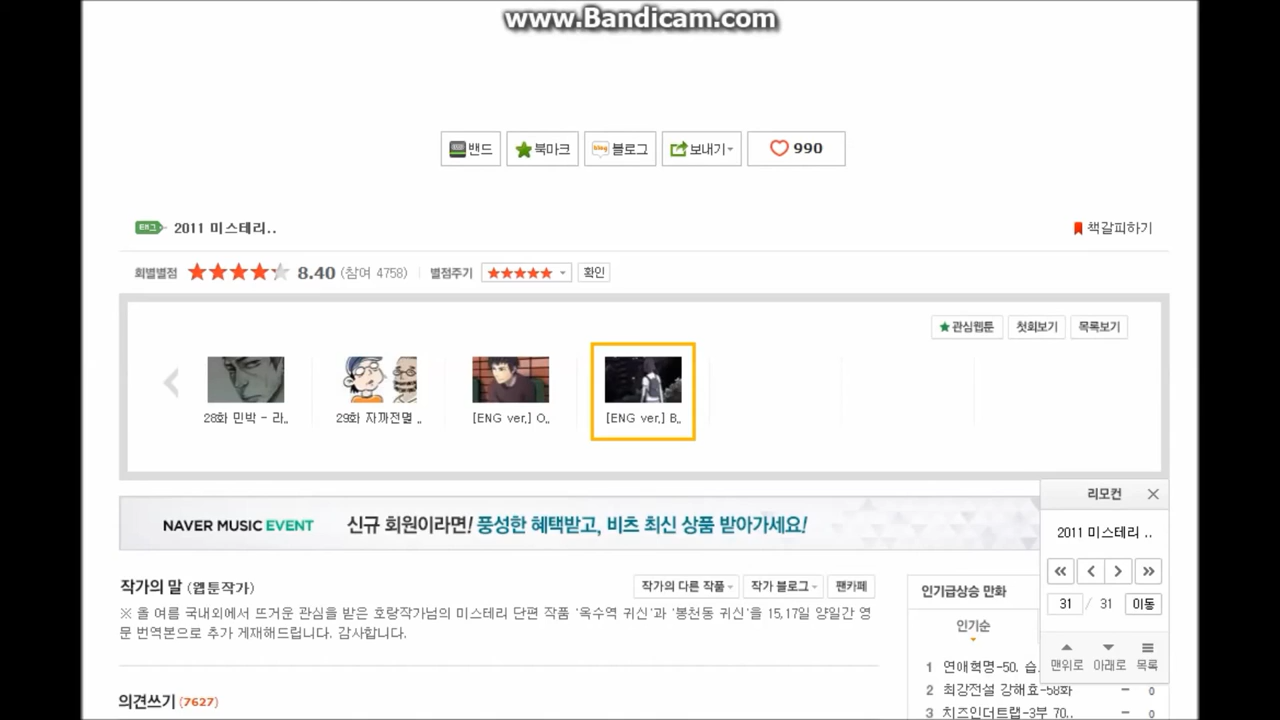 www.Bandicam.com
밴드 북마크 blog 블로그 보내기 990
태그 2011 미스테리..
책갈피하기
회별별점 8.40 (참여 4758) 별점주기 확인
관심웹툰 첫회보기 목록보기
28화 민박 - 라..
29화 자까전멸 ..
[ENG ver.] O..
[ENG ver.] B..
NAVER MUSIC EVENT 신규 회원이라면! 풍성한 혜택받고, 비츠 최신 상품 받아가세요!
리모컨
2011 미스테리 ..
31 / 31 이동
맨위로 아래로 목록
작가의 말 (웹툰작가) 작가의 다른 작품 작가 블로그 팬카페
※ 올 여름 국내외에서 뜨거운 관심을 받은 호랑작가님의 미스테리 단편 작품 '옥수역 귀신'과 '봉천동 귀신'을 15,17일 양일간 영
문 번역본으로 추가 게재해드립니다. 감사합니다.
의견쓰기 (7627)
인기급상승 만화
인기순
1 연애혁명-50. 습.
2 최강전설 강해효-58화 – 0
3 치즈인더트랩-3부 70.. – 0